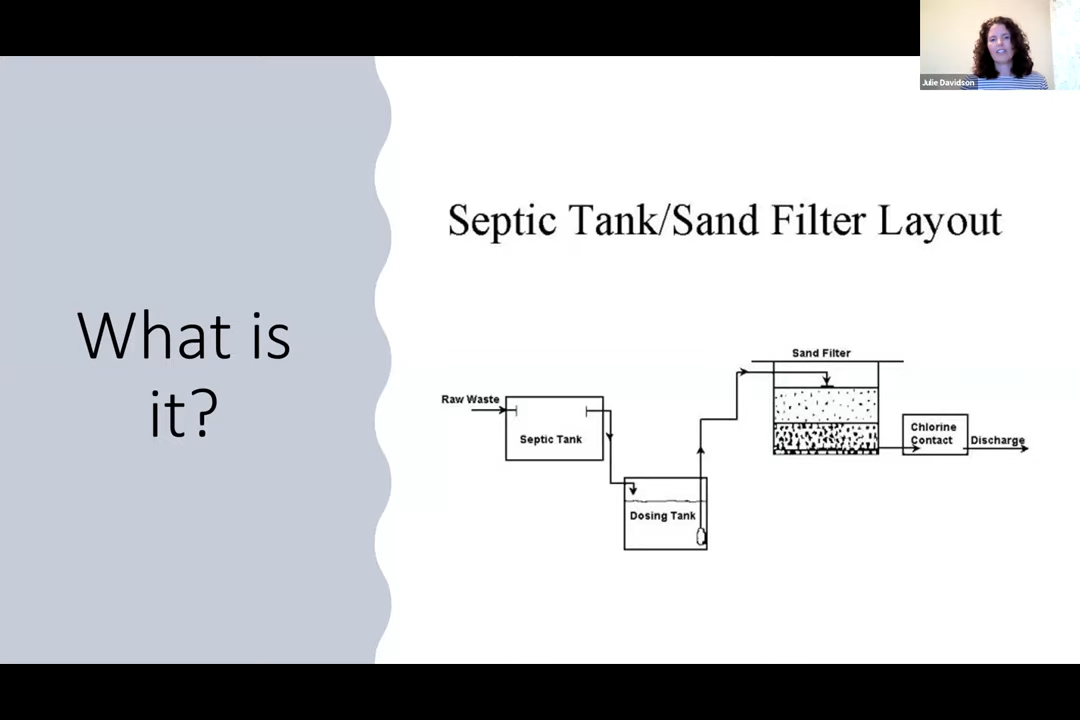 Julie Davidson
What is
it?
Septic Tank/Sand Filter Layout
Raw Waste
Septic Tank
Dosing Tank
Sand Filter
Chlorine
Contact
Discharge